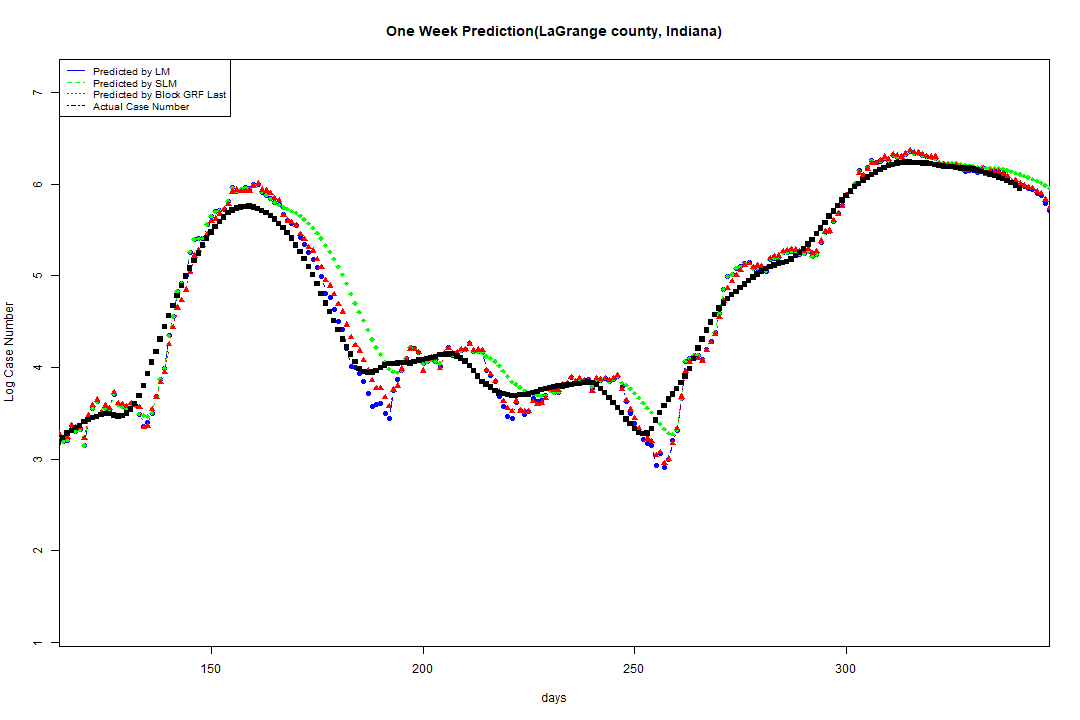 One Week Prediction(LaGrange county, Indiana)
Predicted by LM
Predicted by SLM
Predicted by Block GRF Last
Actual Case Number
7
6
5
4
3
2
1
Log Case Number
150 200 250 300
days